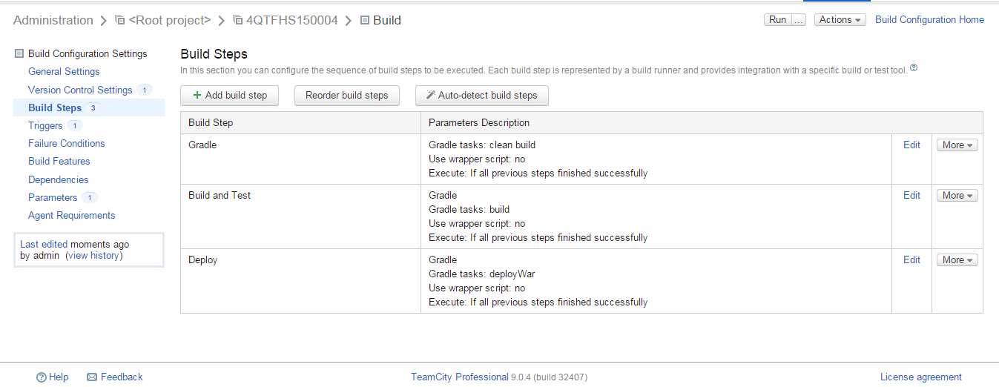 Administration > <Root project> > 4QTFHS150004 > Build
Run ... Actions Build Configuration Home
Build Configuration Settings
General Settings
Version Control Settings 1
Build Steps 3
Triggers 1
Failure Conditions
Build Features
Dependencies
Parameters 1
Agent Requirements
Last edited moments ago
by admin (view history)
Build Steps
In this section you can configure the sequence of build steps to be executed. Each build step is represented by a build runner and provides integration with a specific build or test tool. ?
+ Add build step Reorder build steps Auto-detect build steps
Build Step Parameters Description
Gradle
Gradle tasks: clean build
Use wrapper script: no
Execute: If all previous steps finished successfully
Edit More
Build and Test
Gradle
Gradle tasks: build
Use wrapper script: no
Execute: If all previous steps finished successfully
Edit More
Deploy
Gradle
Gradle tasks: deployWar
Use wrapper script: no
Execute: If all previous steps finished successfully
Edit More
? Help Feedback TeamCity Professional 9.0.4 (build 32407) License agreement